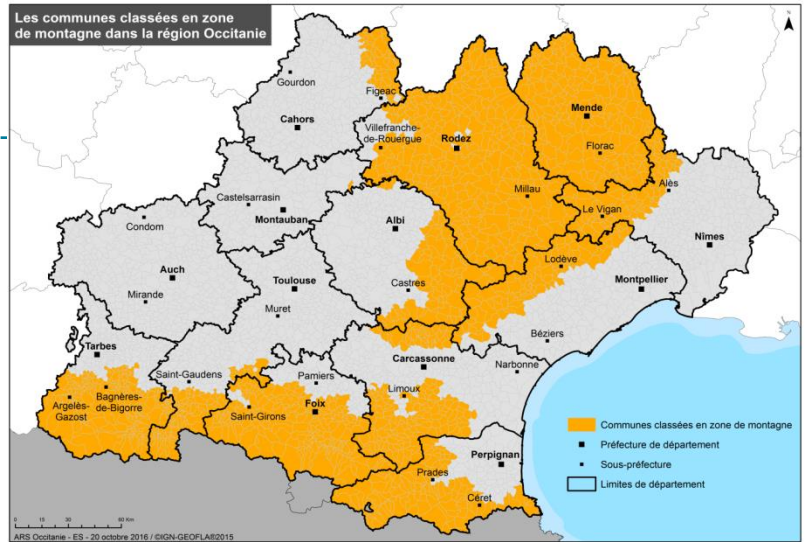 Les communes classées en zone
de montagne dans la région Occitanie
Gourdon
Figeac
Cahors
Villefranche-
de-Rouergue
Rodez
Mende
Florac
Castelsarrasin
Montauban
Millau
Alès
Le Vigan
Condom
Albi
Nîmes
Auch
Mirande
Toulouse
Muret
Castres
Lodève
Montpellier
Béziers
Tarbes
Saint-Gaudens
Pamiers
Carcassonne
Narbonne
Limoux
Bagnères-
de-Bigorre
Argelès-
Gazost
Saint-Girons
Foix
Perpignan
Prades
Céret
Communes classées en zone de montagne
Préfecture de département
Sous-préfecture
Limites de département
0 15 30 60 Km
ARS Occitanie - ES - 20 octobre 2016 / ©IGN-GEOFLA®2015